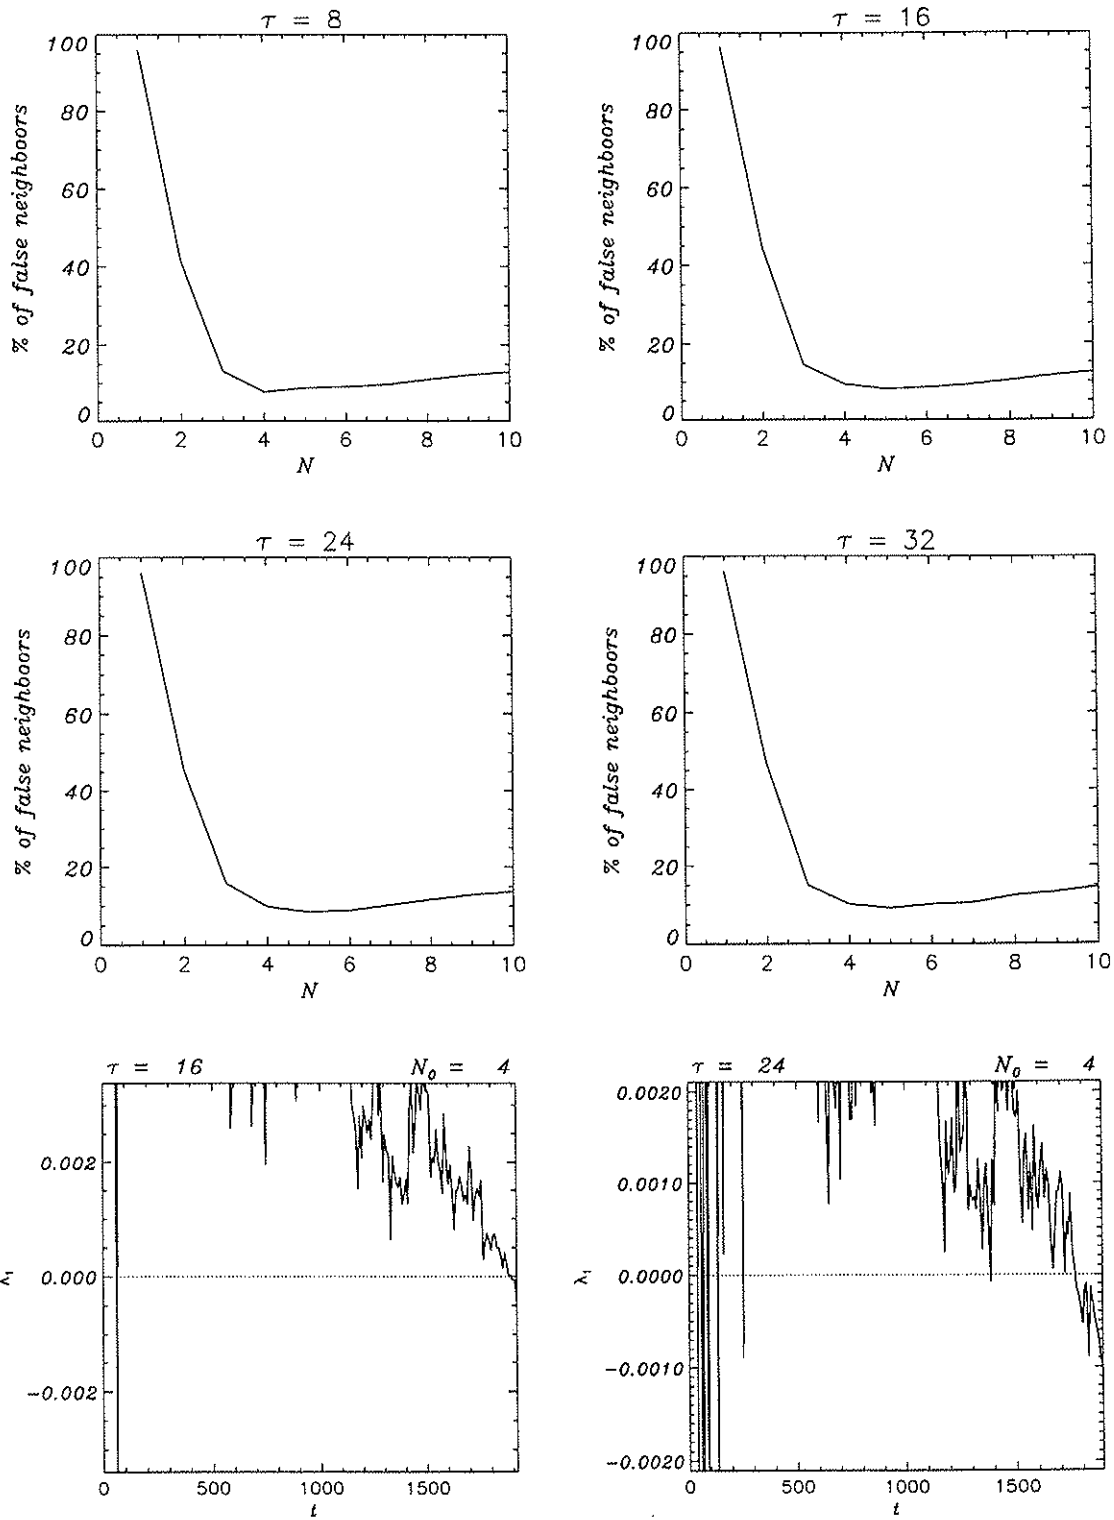 τ = 8
100
80
60
40
20
0
% of false neighboors
0 2 4 6 8 10
N
τ = 16
100
80
60
40
20
0
% of false neighboors
0 2 4 6 8 10
N
τ = 24
100
80
60
40
20
0
% of false neighboors
0 2 4 6 8 10
N
τ = 32
100
80
60
40
20
0
% of false neighboors
0 2 4 6 8 10
N
τ = 16 N₀ = 4
0.002
0.000
-0.002
λ₁
0 500 1000 1500
t
τ = 24 N₀ = 4
0.0020
0.0010
0.0000
-0.0010
-0.0020
λ₁
0 500 1000 1500
t